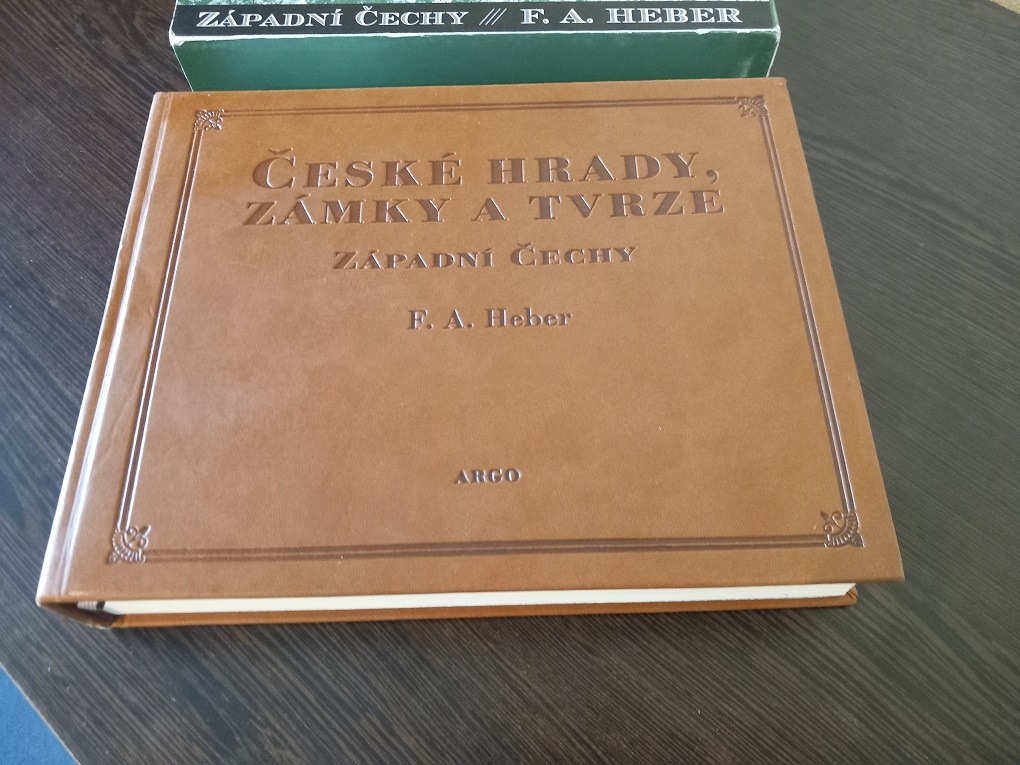 ZÁPADNÍ ČECHY /// F. A. HEBER
ČESKÉ HRADY,
ZÁMKY A TVRZE
ZÁPADNÍ ČECHY
F. A. Heber
ARGO